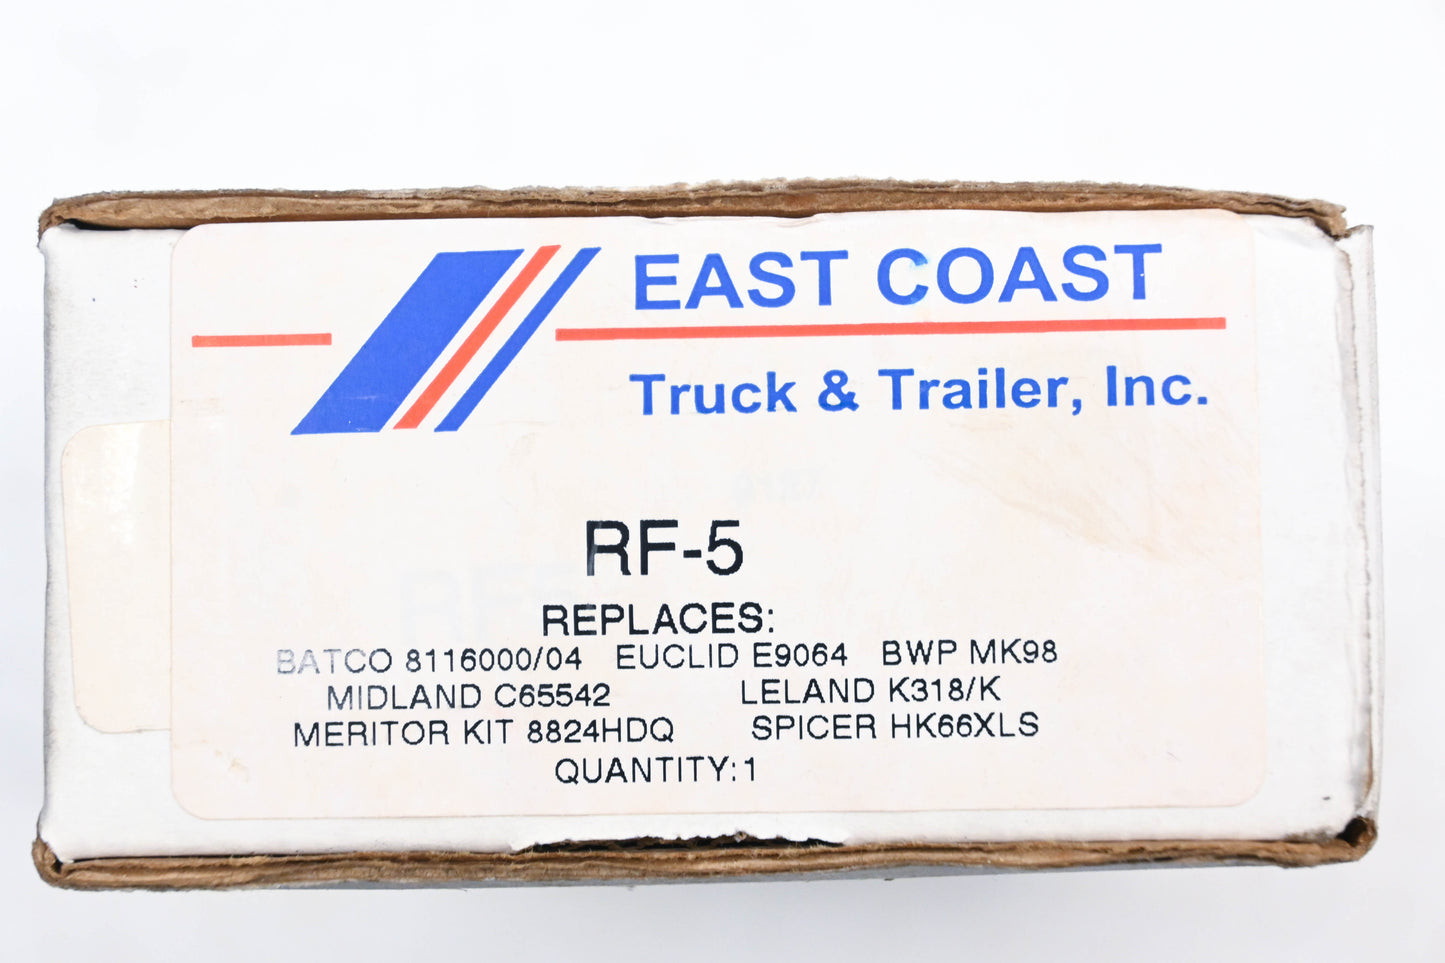 EAST COAST
Truck & Trailer, Inc.
RF-5
REPLACES:
BATCO 8116000/04 EUCLID E9064 BWP MK98
MIDLAND C65542 LELAND K318/K
MERITOR KIT 8824HDQ SPICER HK66XLS
QUANTITY:1